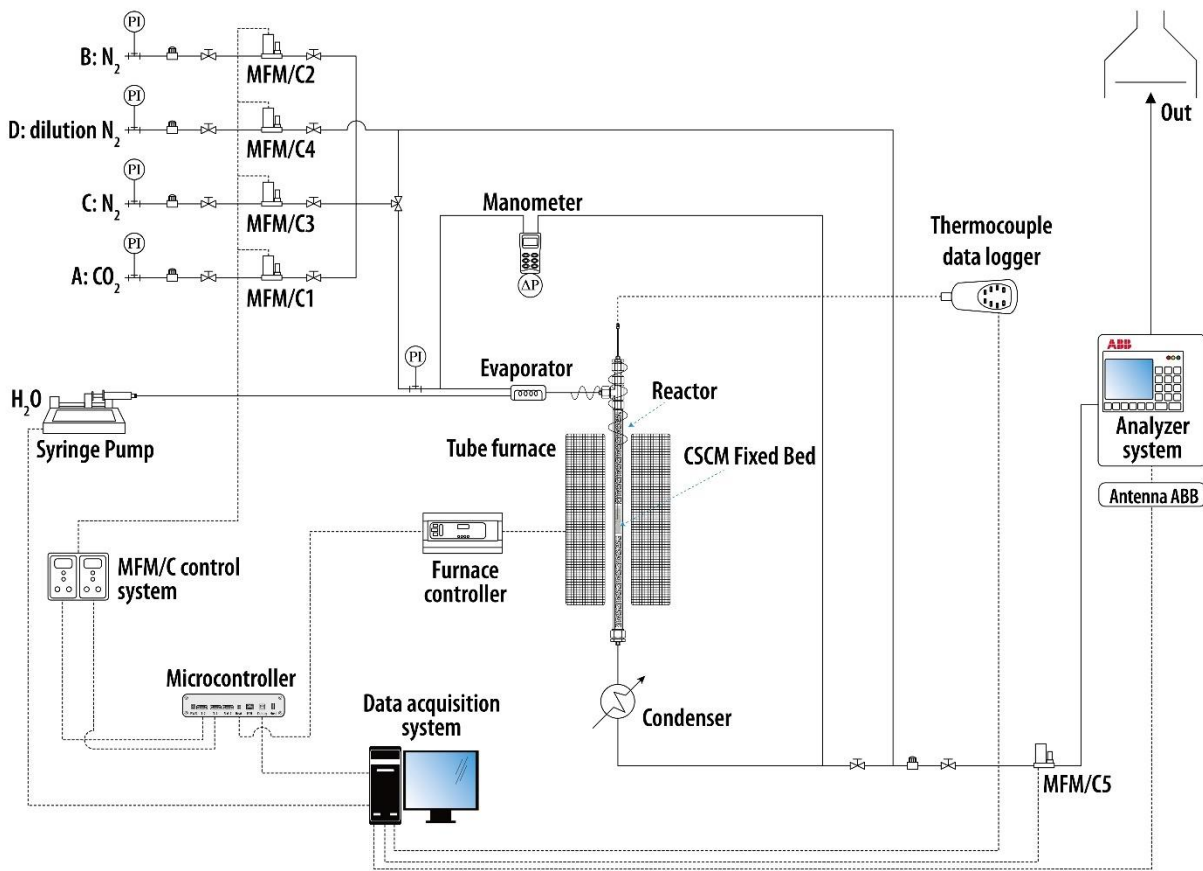 PI
B: N2
MFM/C2
PI
D: dilution N2
MFM/C4
PI
C: N2
MFM/C3
PI
A: CO2
MFM/C1
Manometer
ΔP
Thermocouple
data logger
Out
PI
Evaporator
Reactor
H2O
Syringe Pump
Tube furnace
CSCM Fixed Bed
ABB
Analyzer
system
Antenna ABB
MFM/C control
system
Furnace
controller
Microcontroller
Data acquisition
system
Condenser
MFM/C5